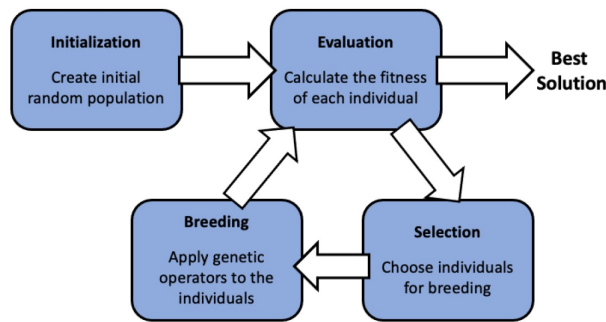 Initialization
Create initial
random population
Evaluation
Calculate the fitness
of each individual
Best
Solution
Selection
Choose individuals
for breeding
Breeding
Apply genetic
operators to the
individuals